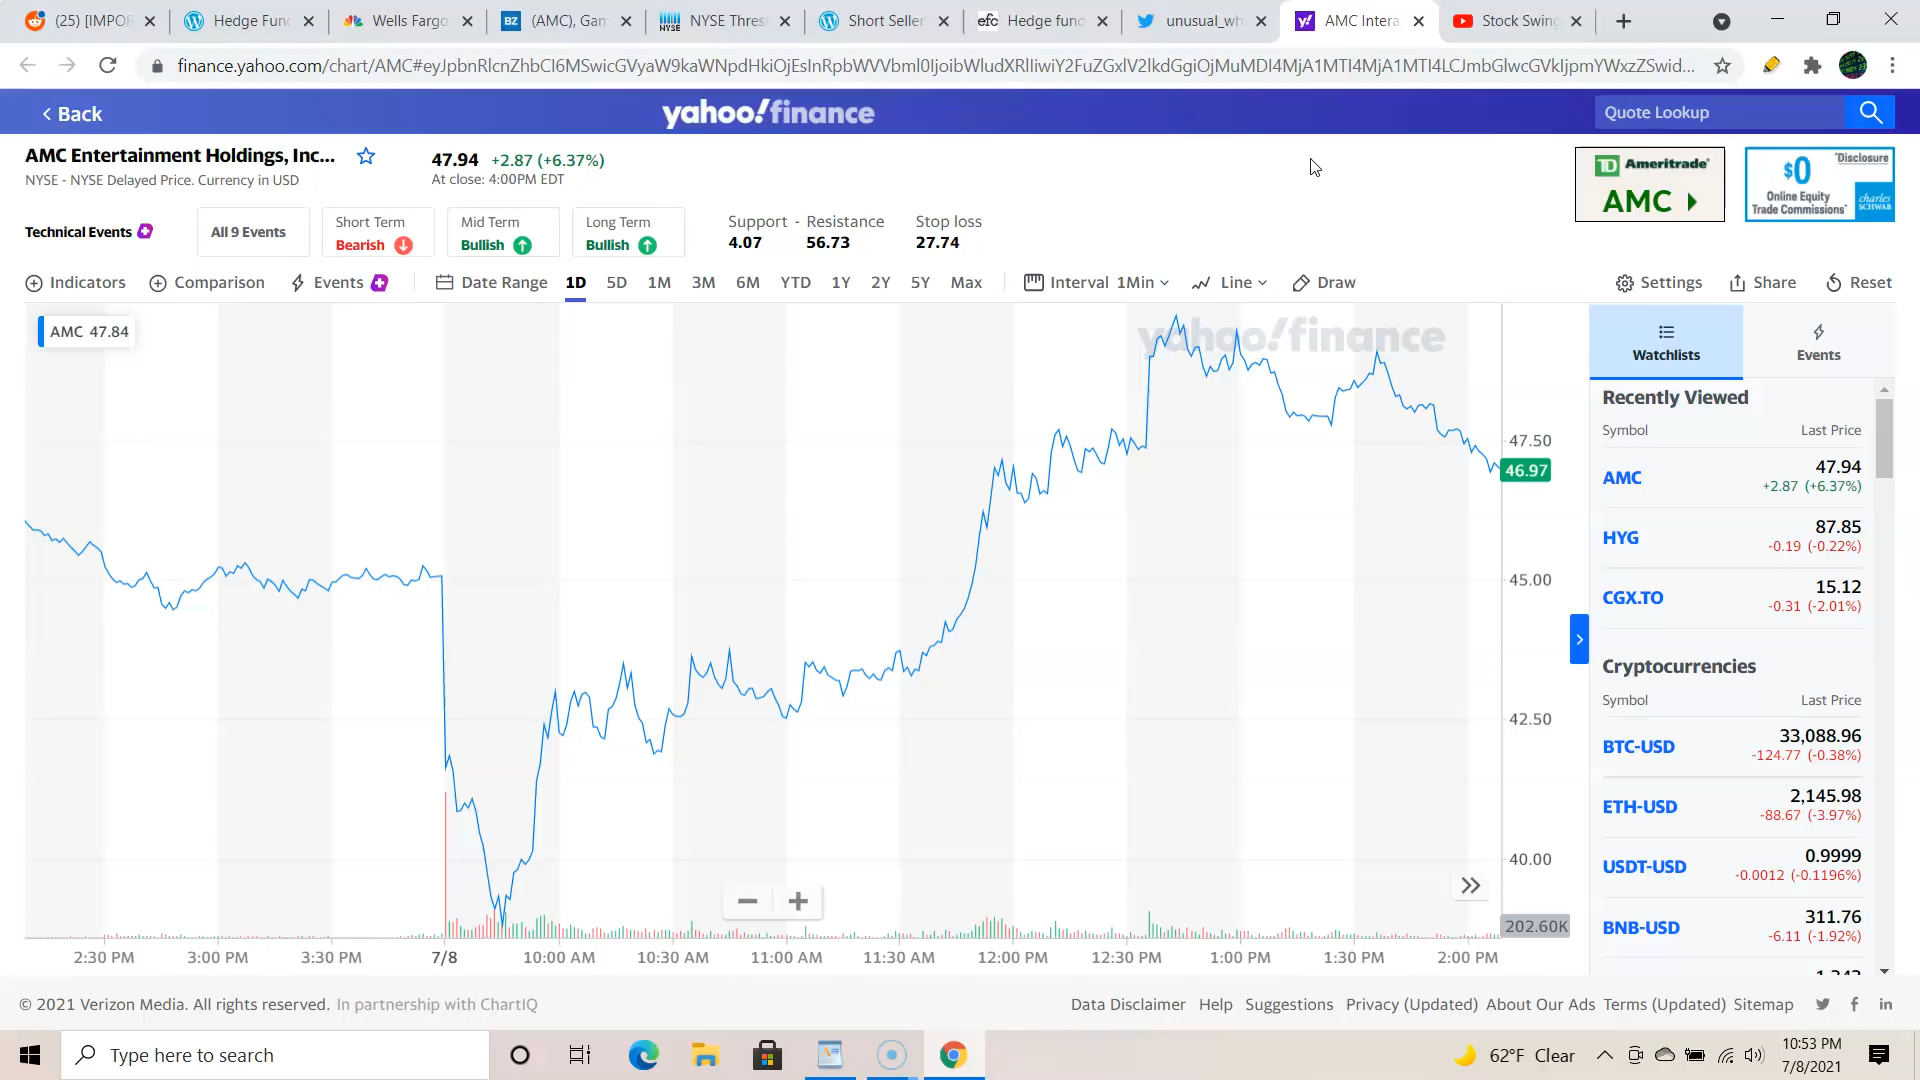 (25) [IMPOR
Hedge Fun
Wells Fargo
(AMC), Gam
NYSE Thres
Short Seller
Hedge fund
unusual_wh
AMC Intera
Stock Swing
finance.yahoo.com/chart/AMC#
Back
yahoo!finance
Quote Lookup
AMC Entertainment Holdings, Inc...
47.94 +2.87 (+6.37%)
NYSE - NYSE Delayed Price. Currency in USD
At close: 4:00PM EDT
TD Ameritrade
AMC
$0
*Disclosure
Online Equity
Trade Commissions*
charles
SCHWAB
Technical Events
All 9 Events
Short Term
Bearish
Mid Term
Bullish
Long Term
Bullish
Support - Resistance
4.07 56.73
Stop loss
27.74
Indicators
Comparison
Events
Date Range 1D 5D 1M 3M 6M YTD 1Y 2Y 5Y Max
Interval 1Min
Line
Draw
Settings
Share
Reset
AMC 47.84
yahoo!finance
47.50
46.97
45.00
42.50
40.00
202.60K
2:30 PM 3:00 PM 3:30 PM 7/8 10:00 AM 10:30 AM 11:00 AM 11:30 AM 12:00 PM 12:30 PM 1:00 PM 1:30 PM 2:00 PM
Watchlists
Events
Recently Viewed
Symbol Last Price
AMC 47.94
+2.87 (+6.37%)
HYG 87.85
-0.19 (-0.22%)
CGX.TO 15.12
-0.31 (-2.01%)
Cryptocurrencies
Symbol Last Price
BTC-USD 33,088.96
-124.77 (-0.38%)
ETH-USD 2,145.98
-88.67 (-3.97%)
USDT-USD 0.9999
-0.0012 (-0.1196%)
BNB-USD 311.76
-6.11 (-1.92%)
© 2021 Verizon Media. All rights reserved. In partnership with ChartIQ
Data Disclaimer Help Suggestions Privacy (Updated) About Our Ads Terms (Updated) Sitemap
Type here to search
62°F Clear
10:53 PM
7/8/2021